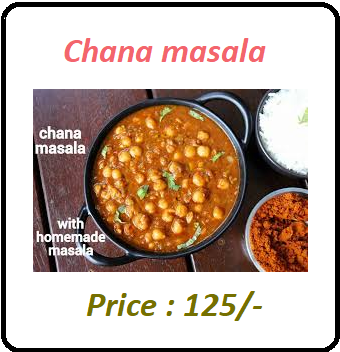 Chana masala
chana
masala
with
homemade
masala
Price : 125/-